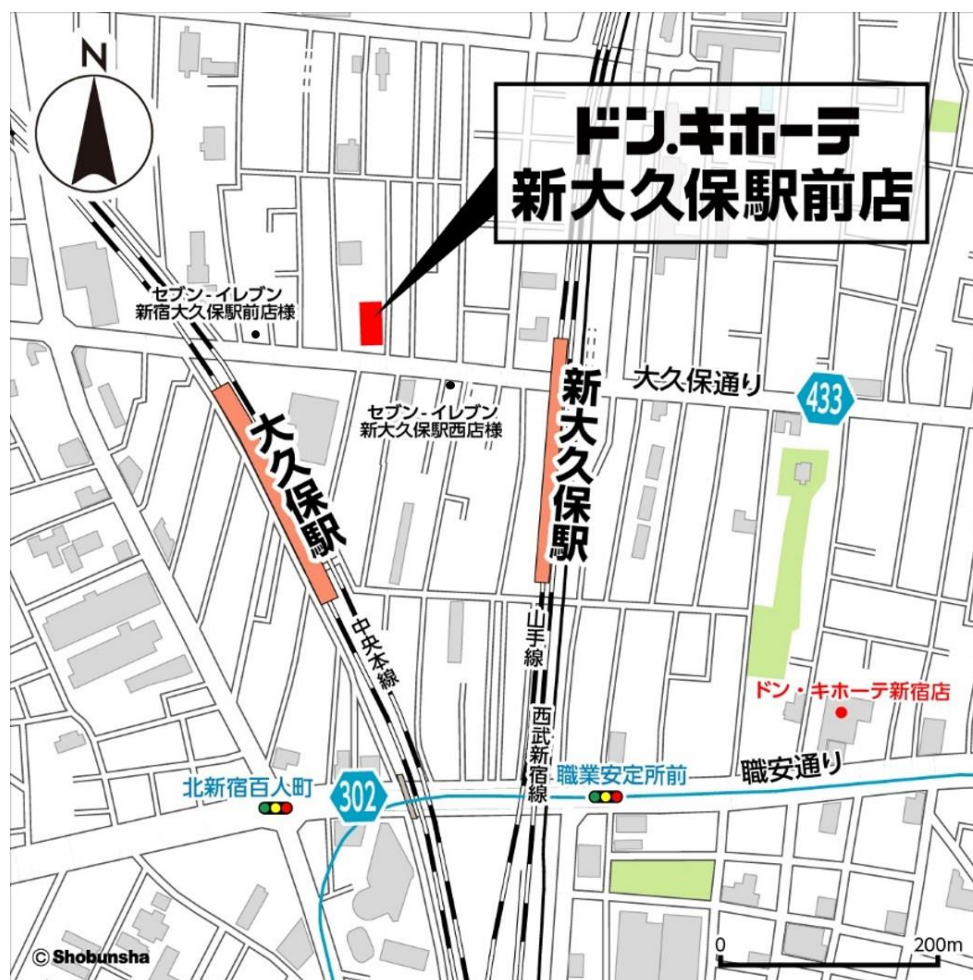 N
ドン.キホーテ
新大久保駅前店
セブン-イレブン
新宿大久保駅前店様
大久保通り
433
セブン-イレブン
新大久保駅西店様
大久保駅
新大久保駅
中央本線
山手線
西武新宿線
ドン・キホーテ新宿店
職安通り
北新宿百人町
302
職業安定所前
© Shobunsha
0
200m